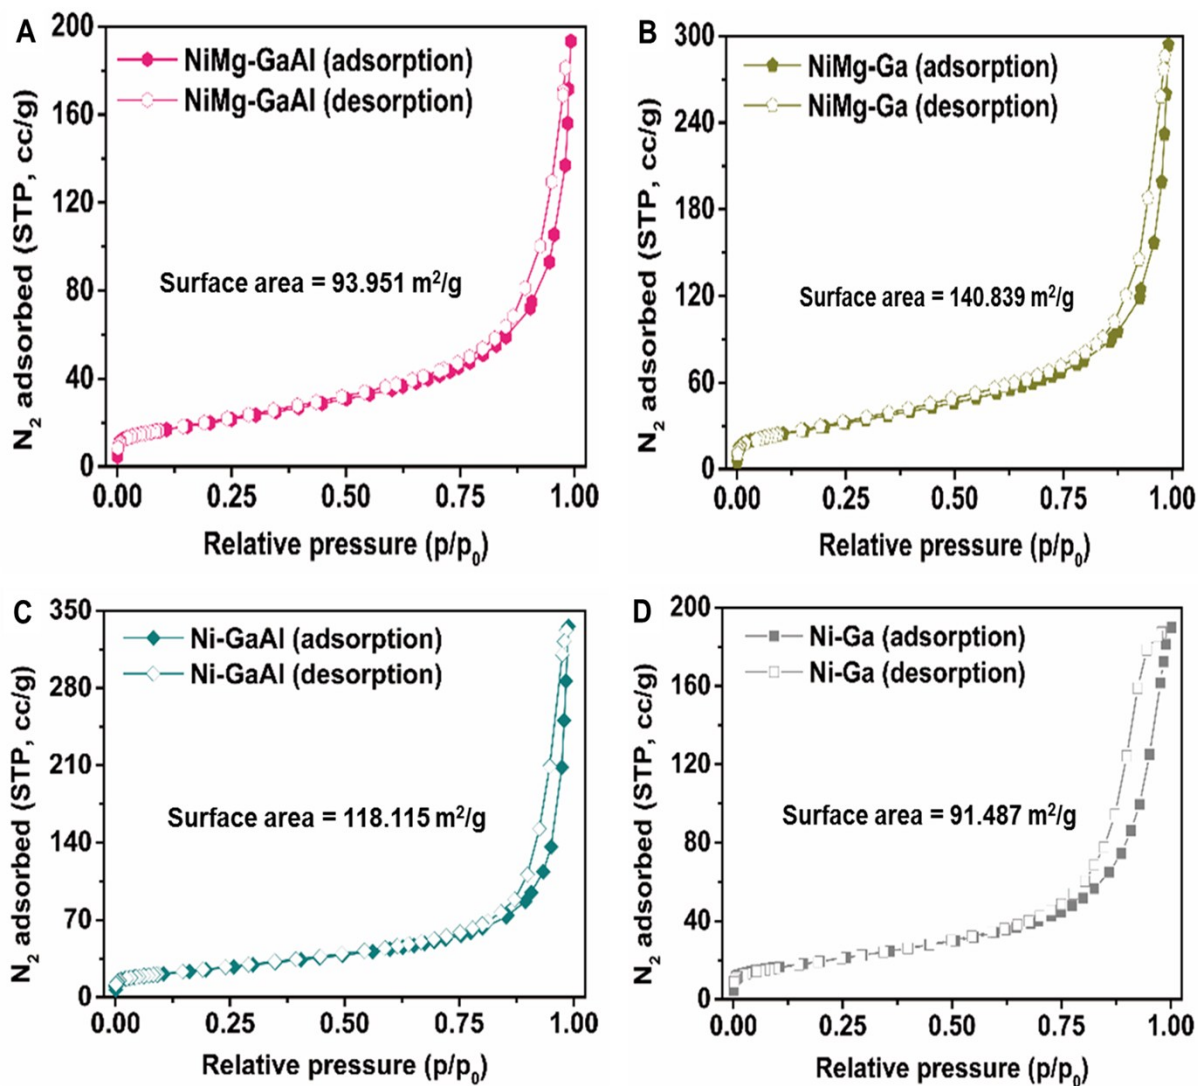 A
200
160
120
80
40
0
N₂ adsorbed (STP, cc/g)
NiMg-GaAl (adsorption)
NiMg-GaAl (desorption)
Surface area = 93.951 m²/g
0.00 0.25 0.50 0.75 1.00
Relative pressure (p/p₀)
B
300
240
180
120
60
0
N₂ adsorbed (STP, cc/g)
NiMg-Ga (adsorption)
NiMg-Ga (desorption)
Surface area = 140.839 m²/g
0.00 0.25 0.50 0.75 1.00
Relative pressure (p/p₀)
C
350
280
210
140
70
0
N₂ adsorbed (STP, cc/g)
Ni-GaAl (adsorption)
Ni-GaAl (desorption)
Surface area = 118.115 m²/g
0.00 0.25 0.50 0.75 1.00
Relative pressure (p/p₀)
D
200
160
120
80
40
0
N₂ adsorbed (STP, cc/g)
Ni-Ga (adsorption)
Ni-Ga (desorption)
Surface area = 91.487 m²/g
0.00 0.25 0.50 0.75 1.00
Relative pressure (p/p₀)